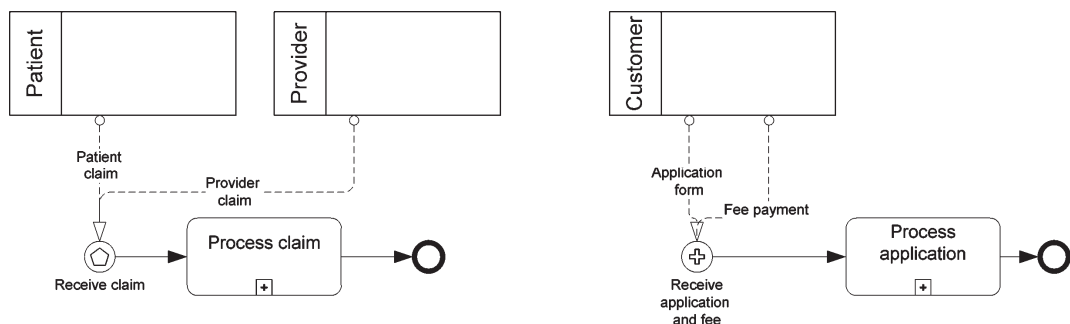 Patient
Provider
Patient
claim
Provider
claim
Receive claim
Process claim
Customer
Application
form
Fee payment
Receive
application
and fee
Process
application